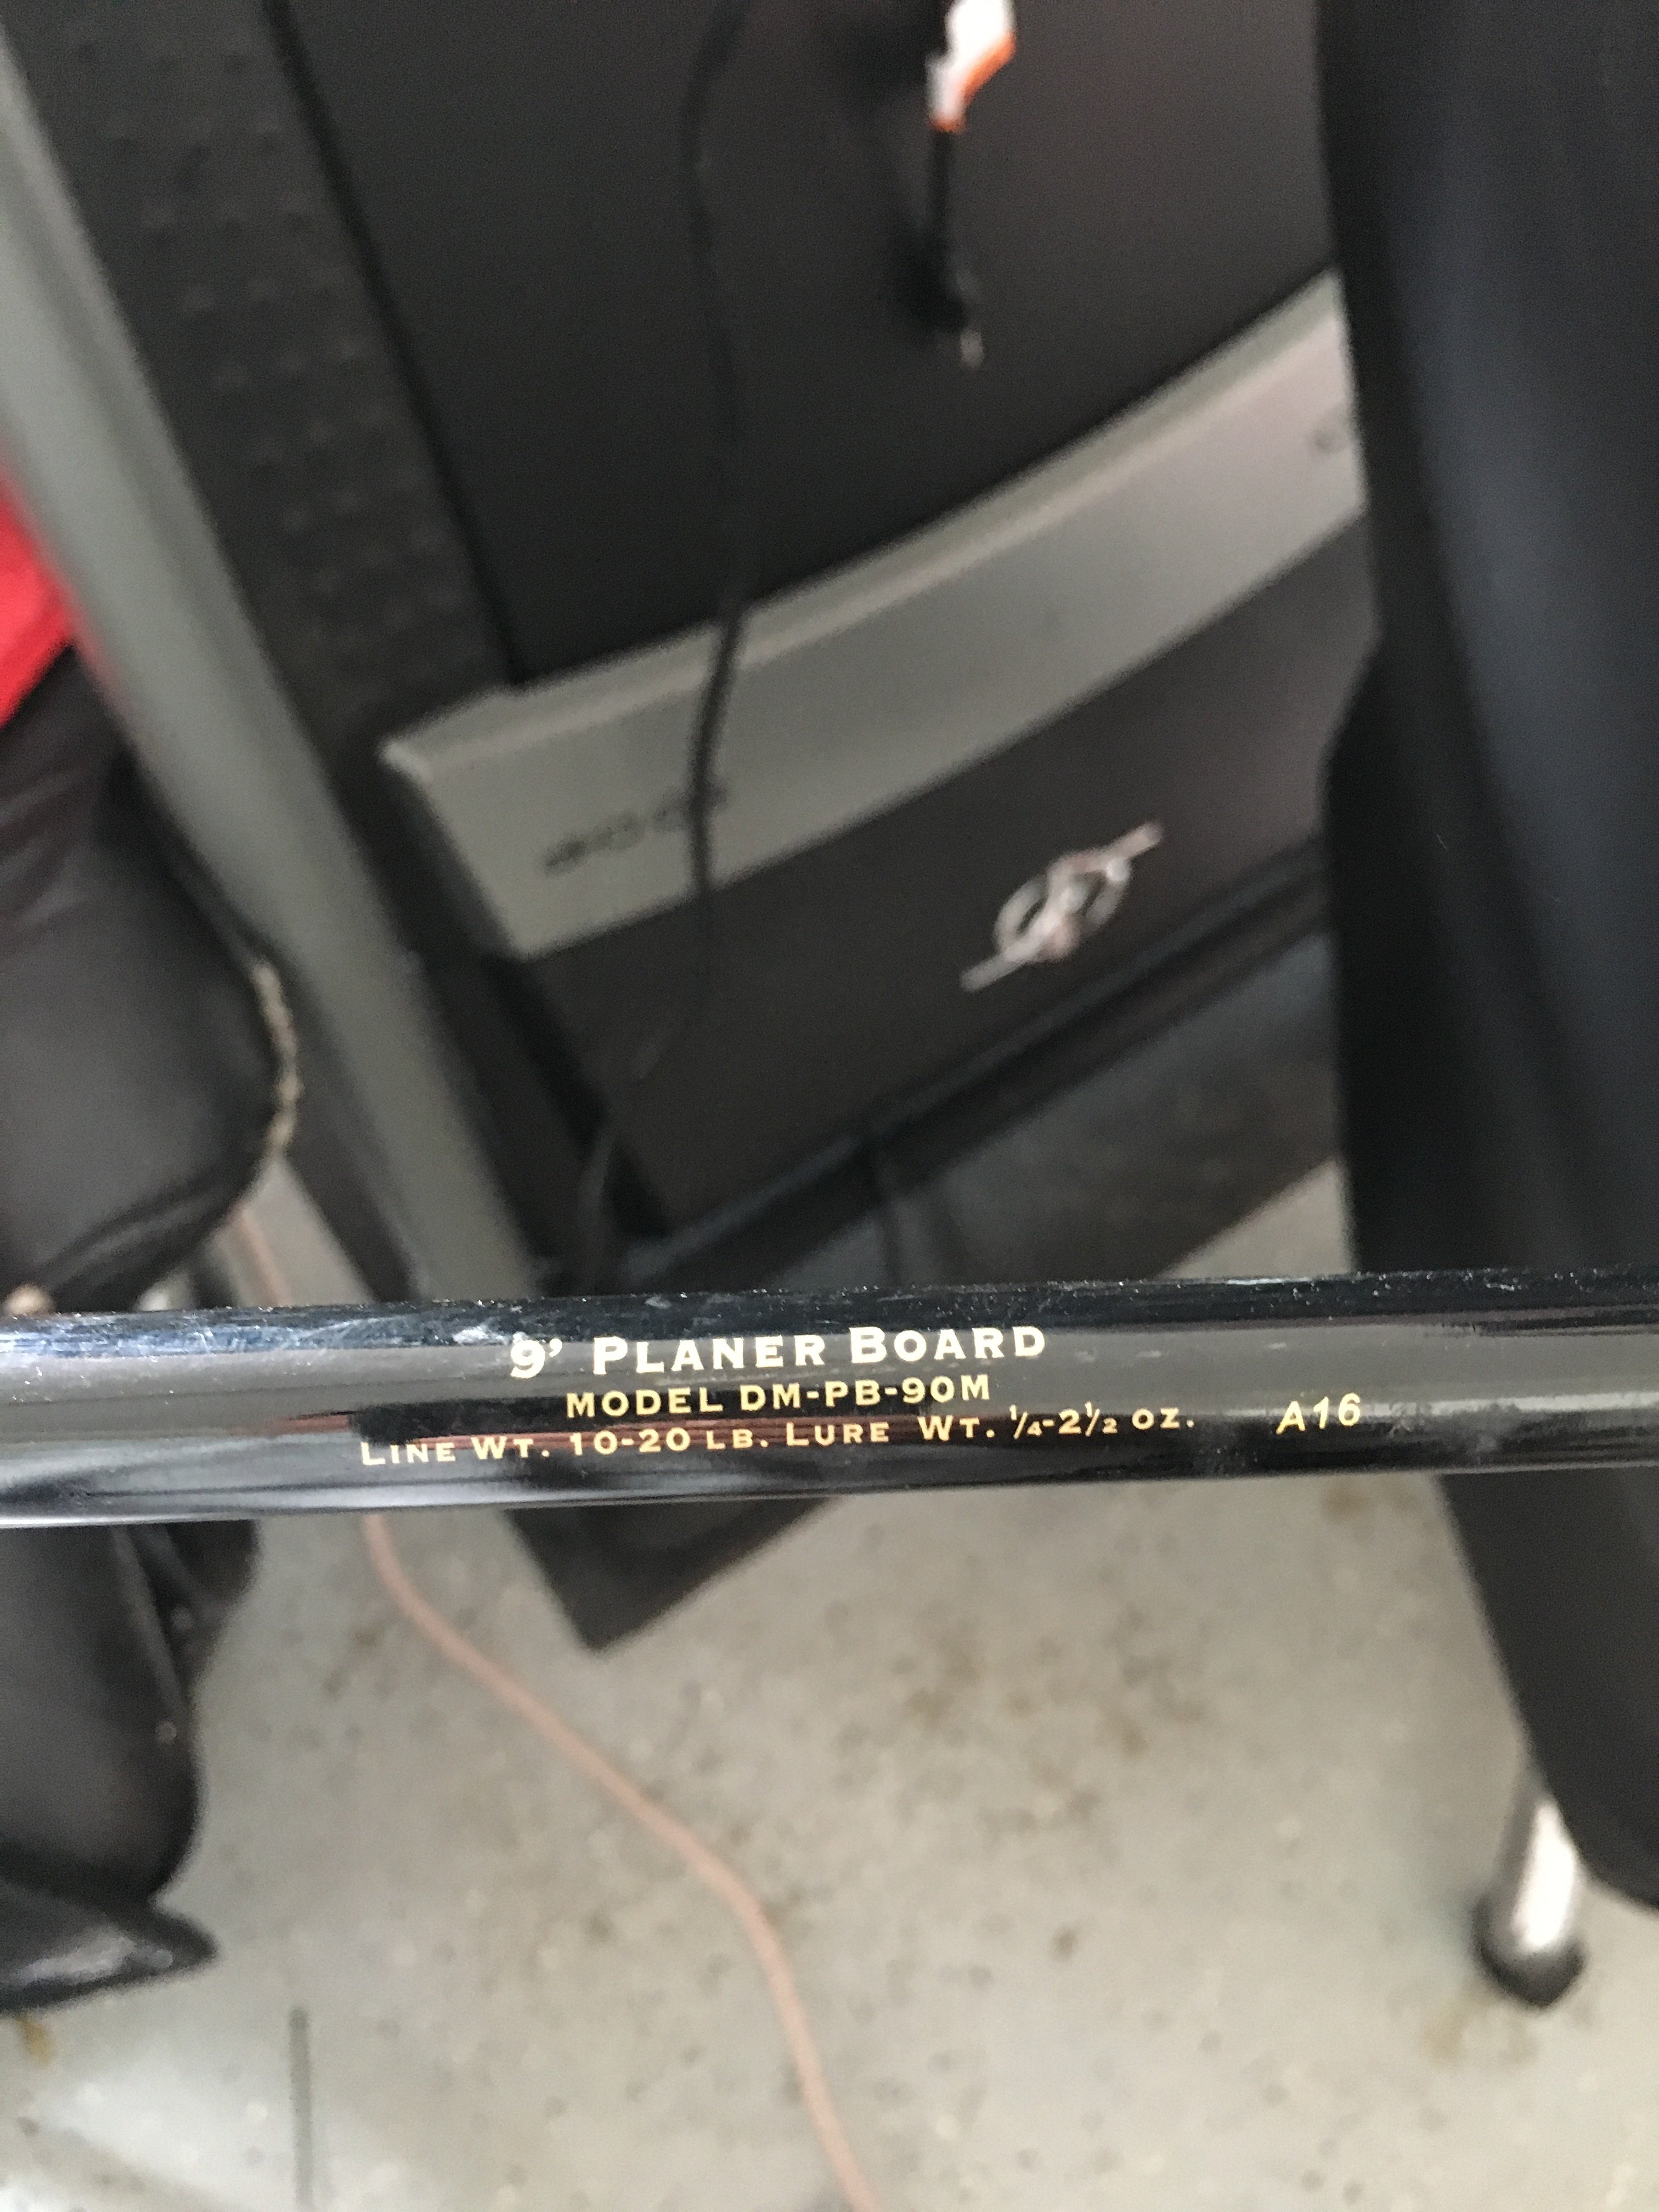 9' PLANER BOARD
MODEL DM-PB-90M
LINE WT. 10-20 LB. LURE WT. ¼-2½ OZ. A16